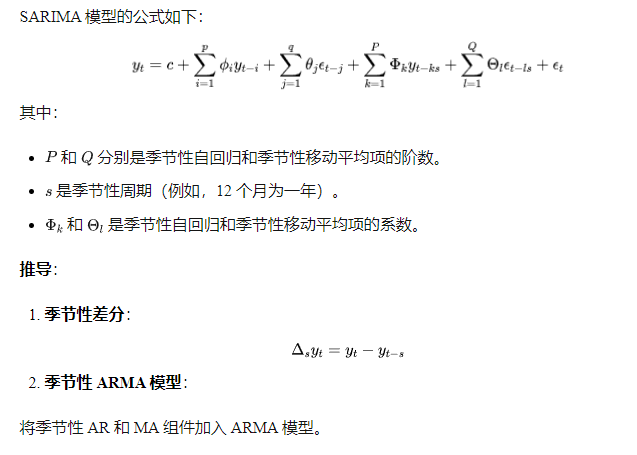 SARIMA 模型的公式如下：
$$y_t = c + \sum_{i=1}^{p} \phi_i y_{t-i} + \sum_{j=1}^{q} \theta_j \epsilon_{t-j} + \sum_{k=1}^{P} \Phi_k y_{t-ks} + \sum_{l=1}^{Q} \Theta_l \epsilon_{t-ls} + \epsilon_t$$
其中：
• $P$ 和 $Q$ 分别是季节性自回归和季节性移动平均项的阶数。
• $s$ 是季节性周期（例如，12 个月为一年）。
• $\Phi_k$ 和 $\Theta_l$ 是季节性自回归和季节性移动平均项的系数。
推导：
1. 季节性差分：
$$\Delta_s y_t = y_t - y_{t-s}$$
2. 季节性 ARMA 模型：
将季节性 AR 和 MA 组件加入 ARMA 模型。